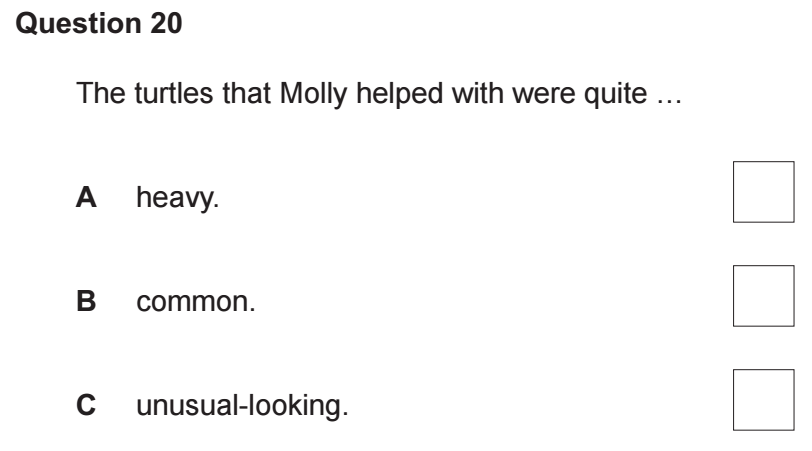 Question 20
The turtles that Molly helped with were quite …
A heavy.
B common.
C unusual-looking.